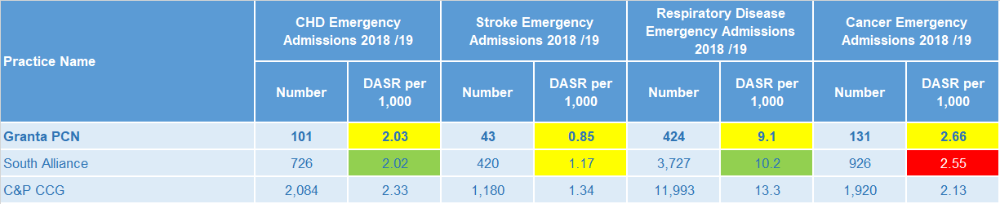 Practice Name
CHD Emergency
Admissions 2018 /19
Stroke Emergency
Admissions 2018 /19
Respiratory Disease
Emergency Admissions
2018 /19
Cancer Emergency
Admissions 2018 /19
Number
DASR per
1,000
Number
DASR per
1,000
Number
DASR per
1,000
Number
DASR per
1,000
Granta PCN 101 2.03 43 0.85 424 9.1 131 2.66
South Alliance 726 2.02 420 1.17 3,727 10.2 926 2.55
C&P CCG 2,084 2.33 1,180 1.34 11,993 13.3 1,920 2.13